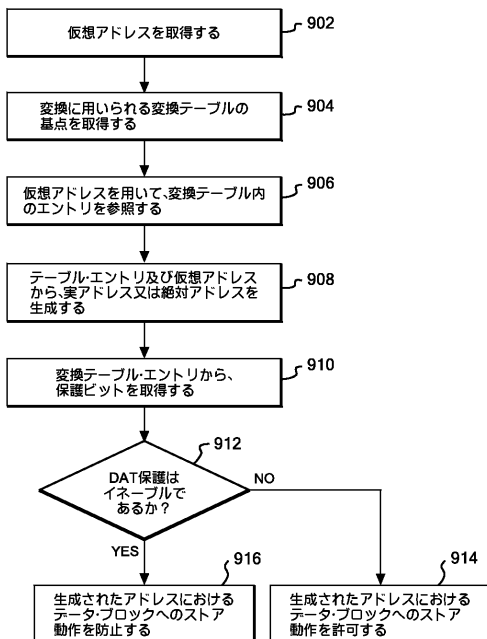 仮想アドレスを取得する
902
変換に用いられる変換テーブルの
基点を取得する
904
仮想アドレスを用いて、変換テーブル内
のエントリを参照する
906
テーブル・エントリ及び仮想アドレス
から、実アドレス又は絶対アドレスを
生成する
908
変換テーブル・エントリから、
保護ビットを取得する
910
912
DAT保護は
イネーブルで
あるか?
NO
YES
916
生成されたアドレスにおける
データ・ブロックへのストア
動作を防止する
914
生成されたアドレスにおける
データ・ブロックへのストア
動作を許可する